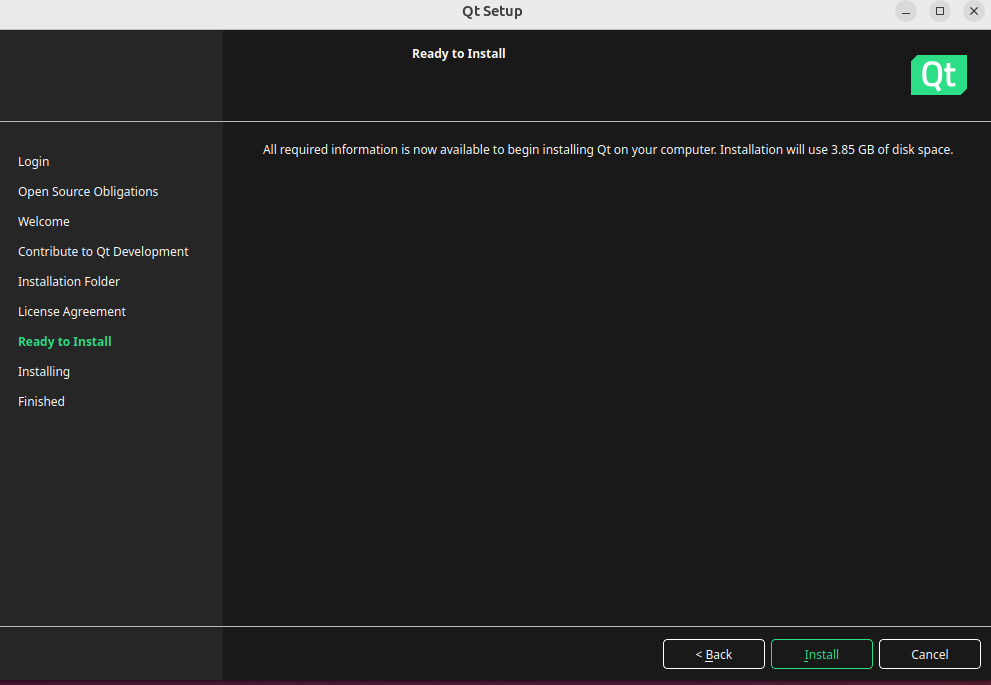 Qt Setup
Ready to Install
Qt
All required information is now available to begin installing Qt on your computer. Installation will use 3.85 GB of disk space.
Login
Open Source Obligations
Welcome
Contribute to Qt Development
Installation Folder
License Agreement
Ready to Install
Installing
Finished
< Back
Install
Cancel